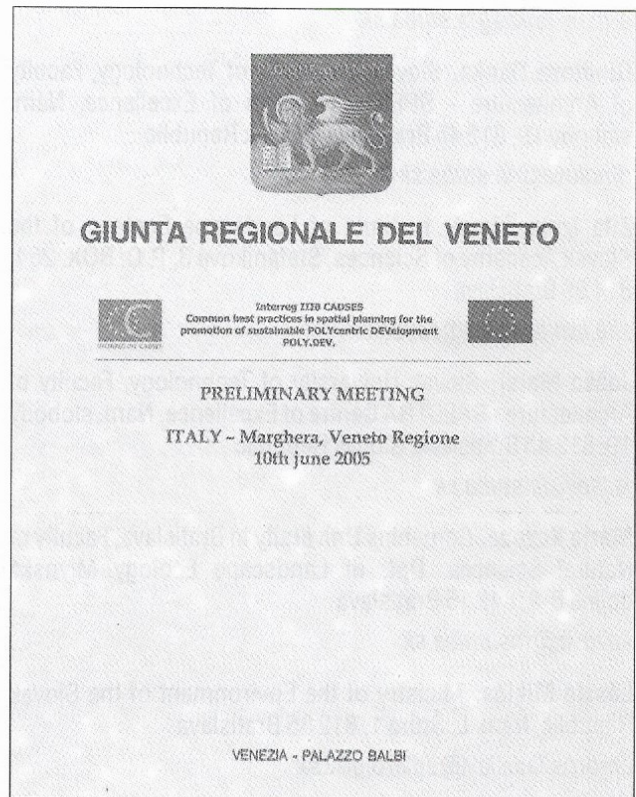 GIUNTA REGIONALE DEL VENETO
Interreg IIIB CADSES
Common best practices in spatial planning for the
promotion of sustainable POLYcentric DEVelopment
POLY.DEV.
PRELIMINARY MEETING
ITALY – Marghera, Veneto Regione
10th june 2005
VENEZIA - PALAZZO BALBI